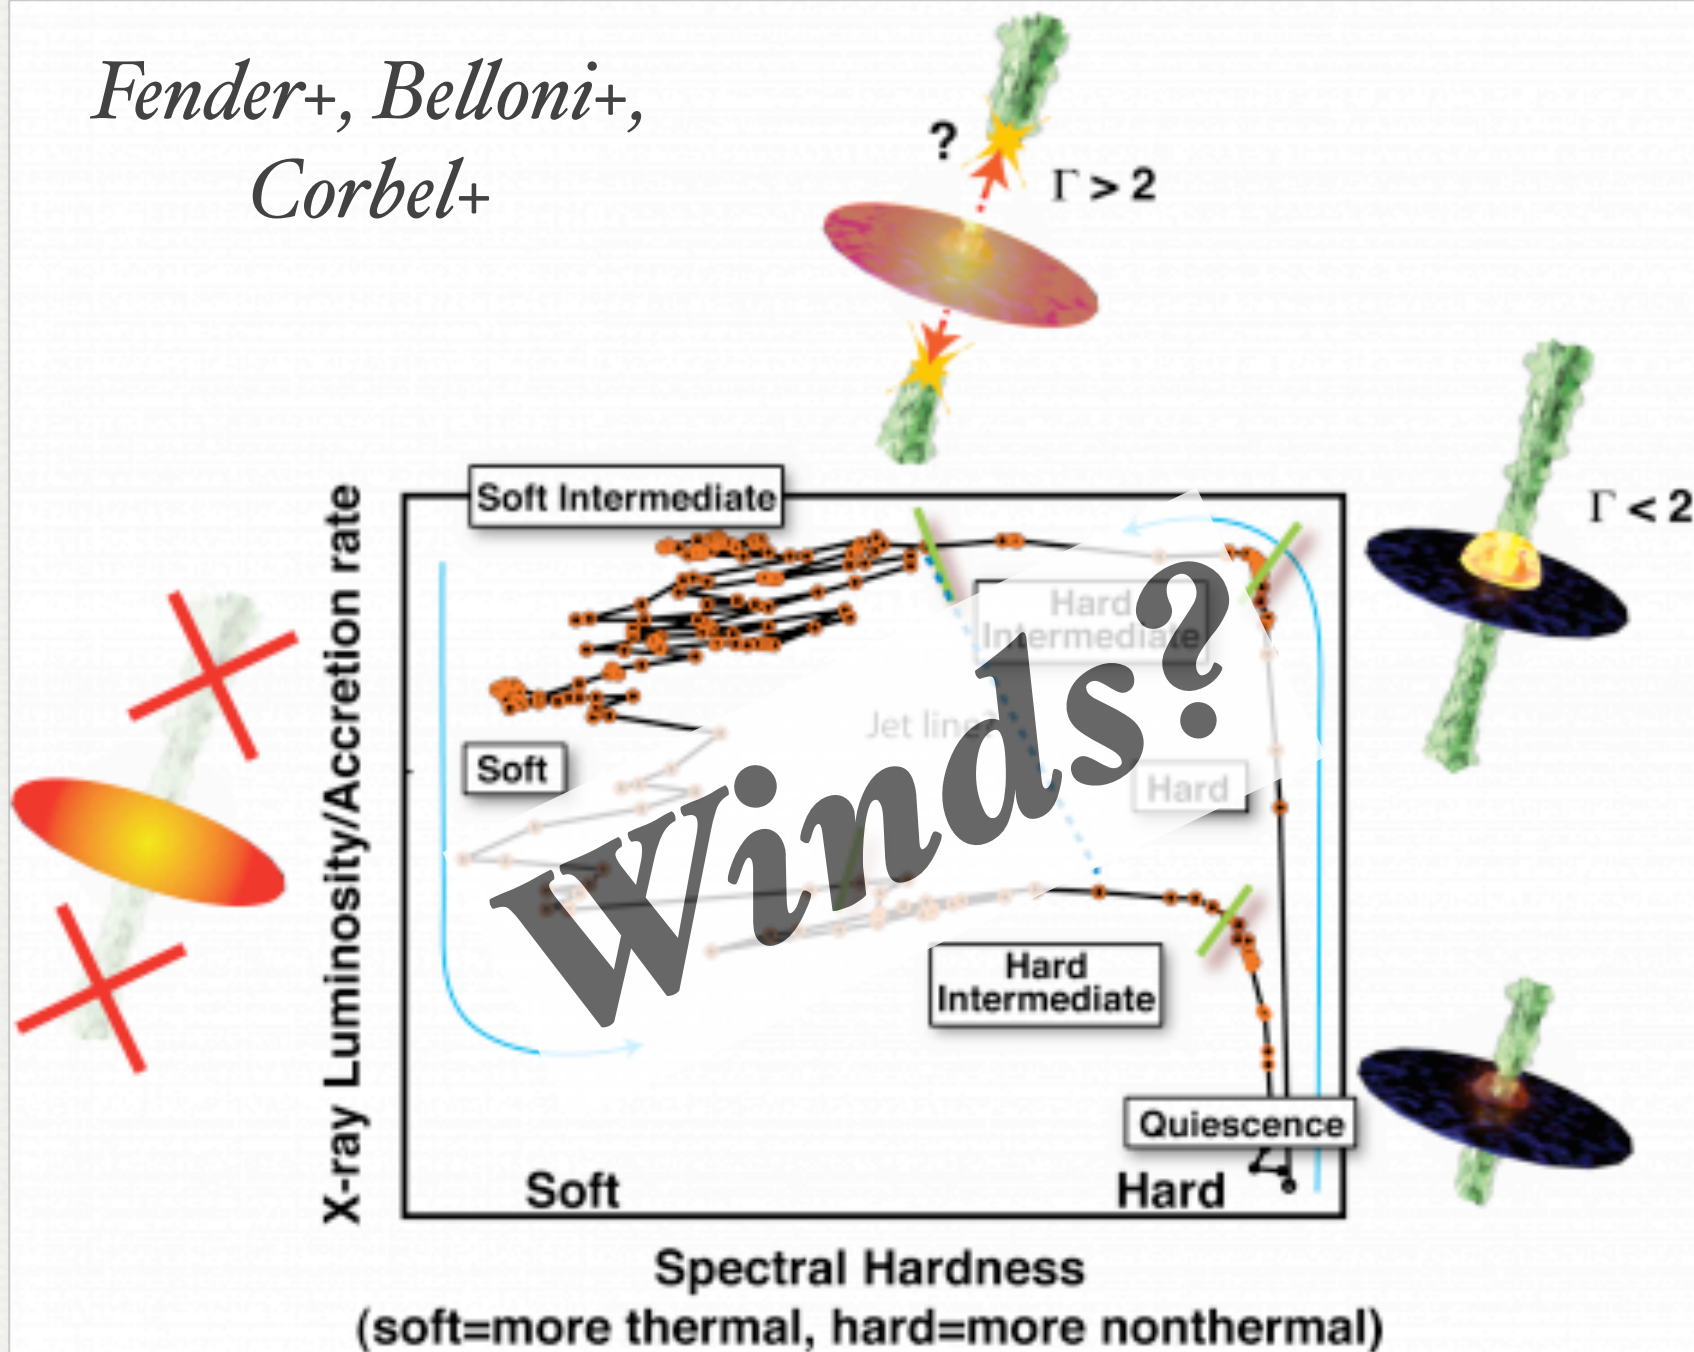 Fender+, Belloni+,
Corbel+
?
Γ > 2
Γ < 2
Soft Intermediate
Hard
Intermediate
Jet line?
Winds?
Soft
Hard
Hard
Intermediate
Quiescence
Soft
Hard
X-ray Luminosity/Accretion rate
Spectral Hardness
(soft=more thermal, hard=more nonthermal)